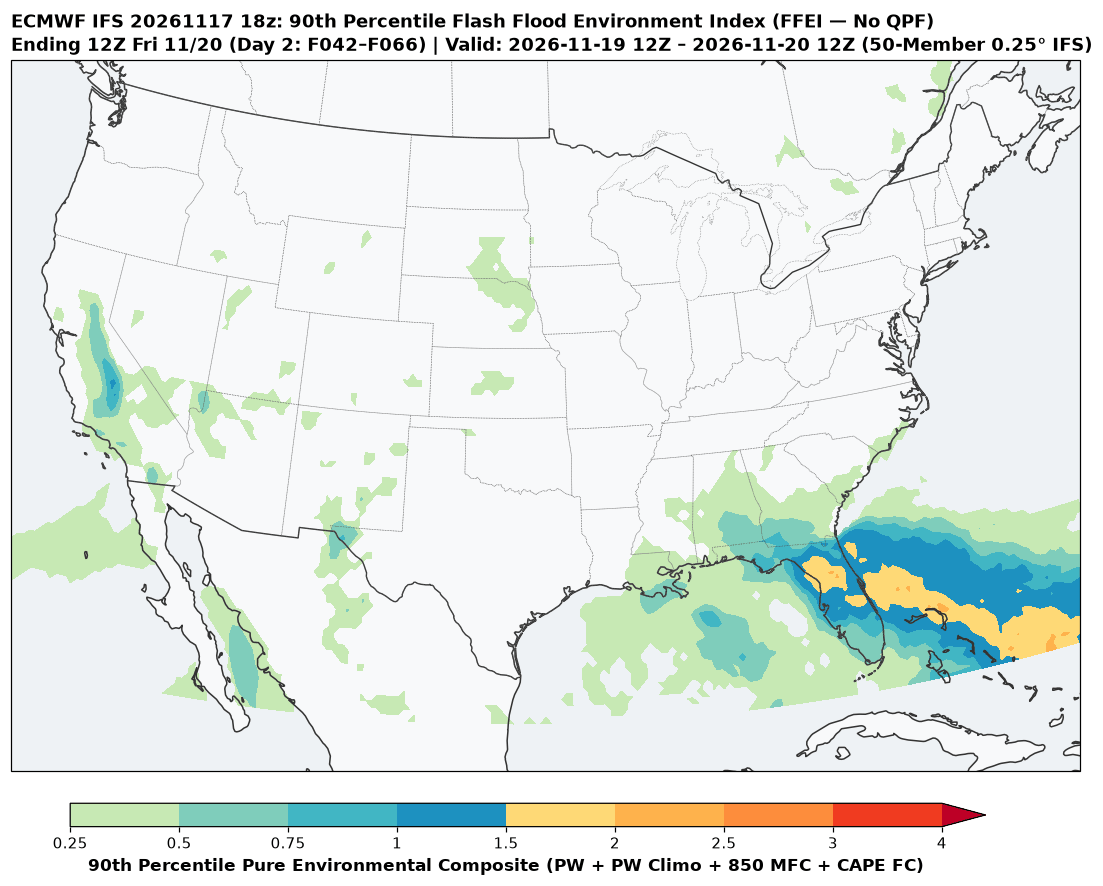 ECMWF IFS 20261117 18z: 90th Percentile Flash Flood Environment Index (FFEI — No QPF)
Ending 12Z Fri 11/20 (Day 2: F042–F066) | Valid: 2026-11-19 12Z – 2026-11-20 12Z (50-Member 0.25° IFS)
0.25 0.5 0.75 1 1.5 2 2.5 3 4
90th Percentile Pure Environmental Composite (PW + PW Climo + 850 MFC + CAPE FC)